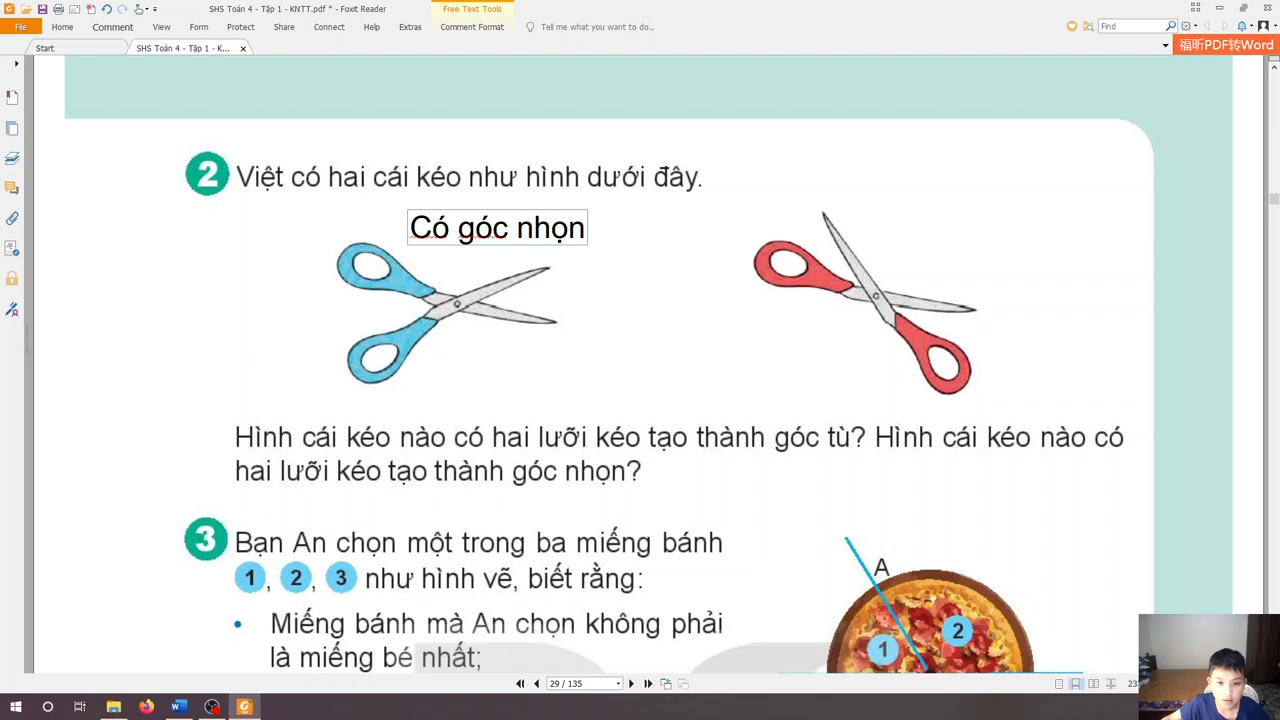 SHS Toán 4 - Tập 1 - KNTT.pdf * - Foxit Reader
Free Text Tools
File
Home
Comment
View
Form
Protect
Share
Connect
Help
Extras
Comment Format
Tell me what you want to do..
Find
Start
SHS Toán 4 - Tập 1 - K...
福昕PDF转Word
2 Việt có hai cái kéo như hình dưới đây.
Có góc nhọn
Hình cái kéo nào có hai lưỡi kéo tạo thành góc tù? Hình cái kéo nào có
hai lưỡi kéo tạo thành góc nhọn?
3 Bạn An chọn một trong ba miếng bánh
1, 2, 3 như hình vẽ, biết rằng:
• Miếng bánh mà An chọn không phải
là miếng bé nhất;
A
2
1
29 / 135